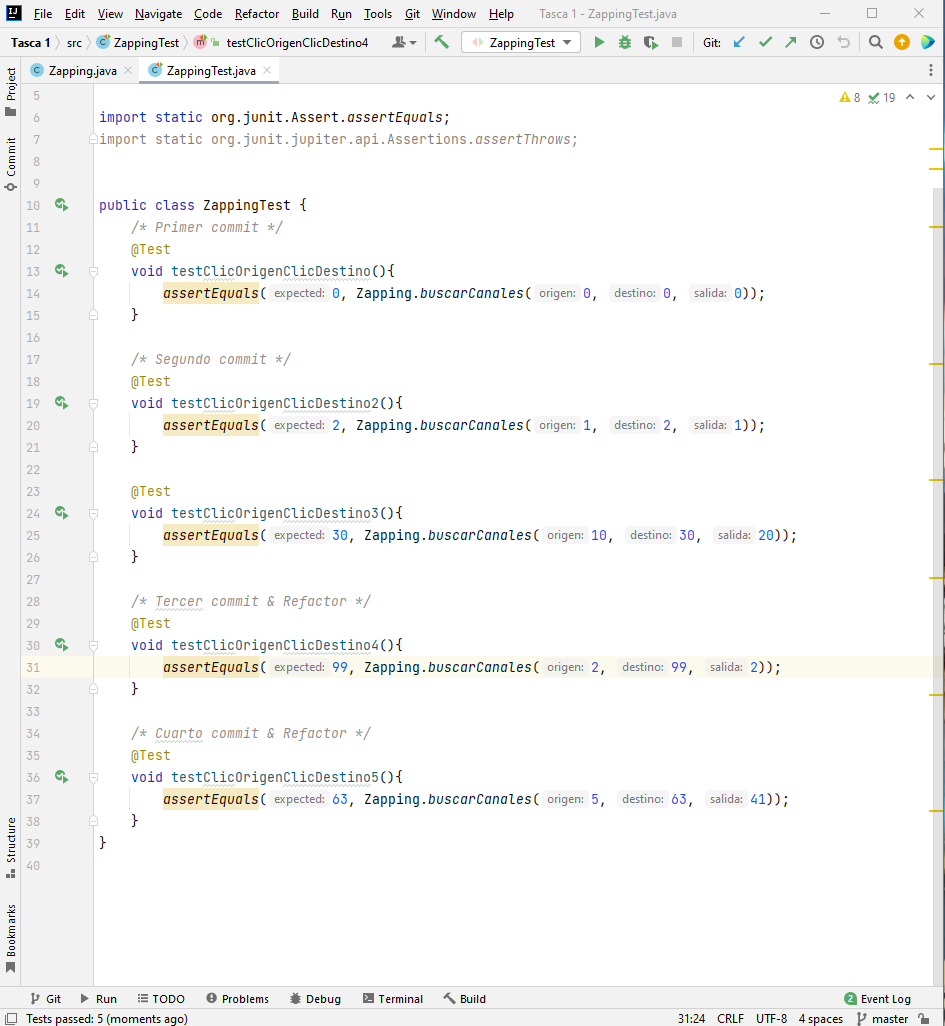 File Edit View Navigate Code Refactor Build Run Tools Git Window Help Tasca 1 - ZappingTest.java
Tasca 1 src ZappingTest testClicOrigenClicDestino4 ZappingTest Git:
Zapping.java ZappingTest.java
Project
Commit
Structure
Bookmarks
8 19
5
6 import static org.junit.Assert.assertEquals;
7 import static org.junit.jupiter.api.Assertions.assertThrows;
8
9
10 public class ZappingTest {
11 /* Primer commit */
12 @Test
13 void testClicOrigenClicDestino(){
14 assertEquals( expected: 0, Zapping.buscarCanales( origen: 0, destino: 0, salida: 0));
15 }
16
17 /* Segundo commit */
18 @Test
19 void testClicOrigenClicDestino2(){
20 assertEquals( expected: 2, Zapping.buscarCanales( origen: 1, destino: 2, salida: 1));
21 }
22
23 @Test
24 void testClicOrigenClicDestino3(){
25 assertEquals( expected: 30, Zapping.buscarCanales( origen: 10, destino: 30, salida: 20));
26 }
27
28 /* Tercer commit & Refactor */
29 @Test
30 void testClicOrigenClicDestino4(){
31 assertEquals( expected: 99, Zapping.buscarCanales( origen: 2, destino: 99, salida: 2));
32 }
33
34 /* Cuarto commit & Refactor */
35 @Test
36 void testClicOrigenClicDestino5(){
37 assertEquals( expected: 63, Zapping.buscarCanales( origen: 5, destino: 63, salida: 41));
38 }
39 }
40
Git Run TODO Problems Debug Terminal Build 2 Event Log
Tests passed: 5 (moments ago) 31:24 CRLF UTF-8 4 spaces master